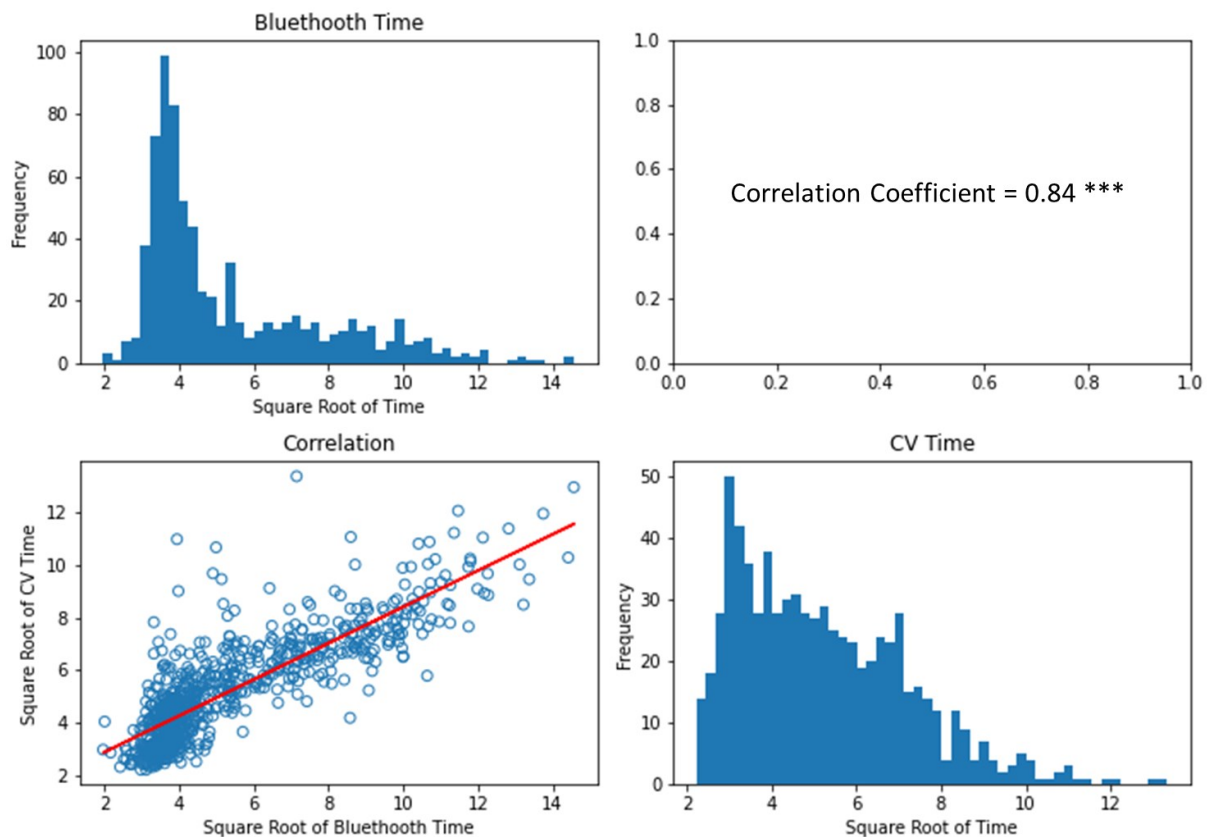 Bluethooth Time
100
80
60
40
20
0
Frequency
2 4 6 8 10 12 14
Square Root of Time
1.0
0.8
0.6
0.4
0.2
0.0
Correlation Coefficient = 0.84 ***
0.0 0.2 0.4 0.6 0.8 1.0
Correlation
12
10
8
6
4
2
Square Root of CV Time
2 4 6 8 10 12 14
Square Root of Bluethooth Time
CV Time
50
40
30
20
10
0
Frequency
2 4 6 8 10 12
Square Root of Time